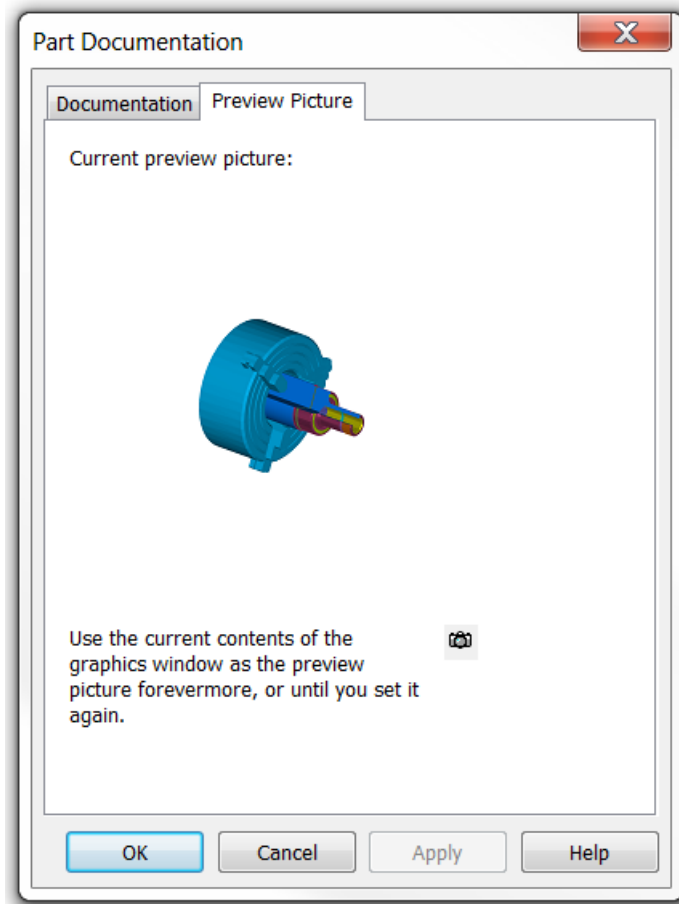 Part Documentation
Documentation
Preview Picture
Current preview picture:
Use the current contents of the
graphics window as the preview
picture forevermore, or until you set it
again.
OK
Cancel
Apply
Help